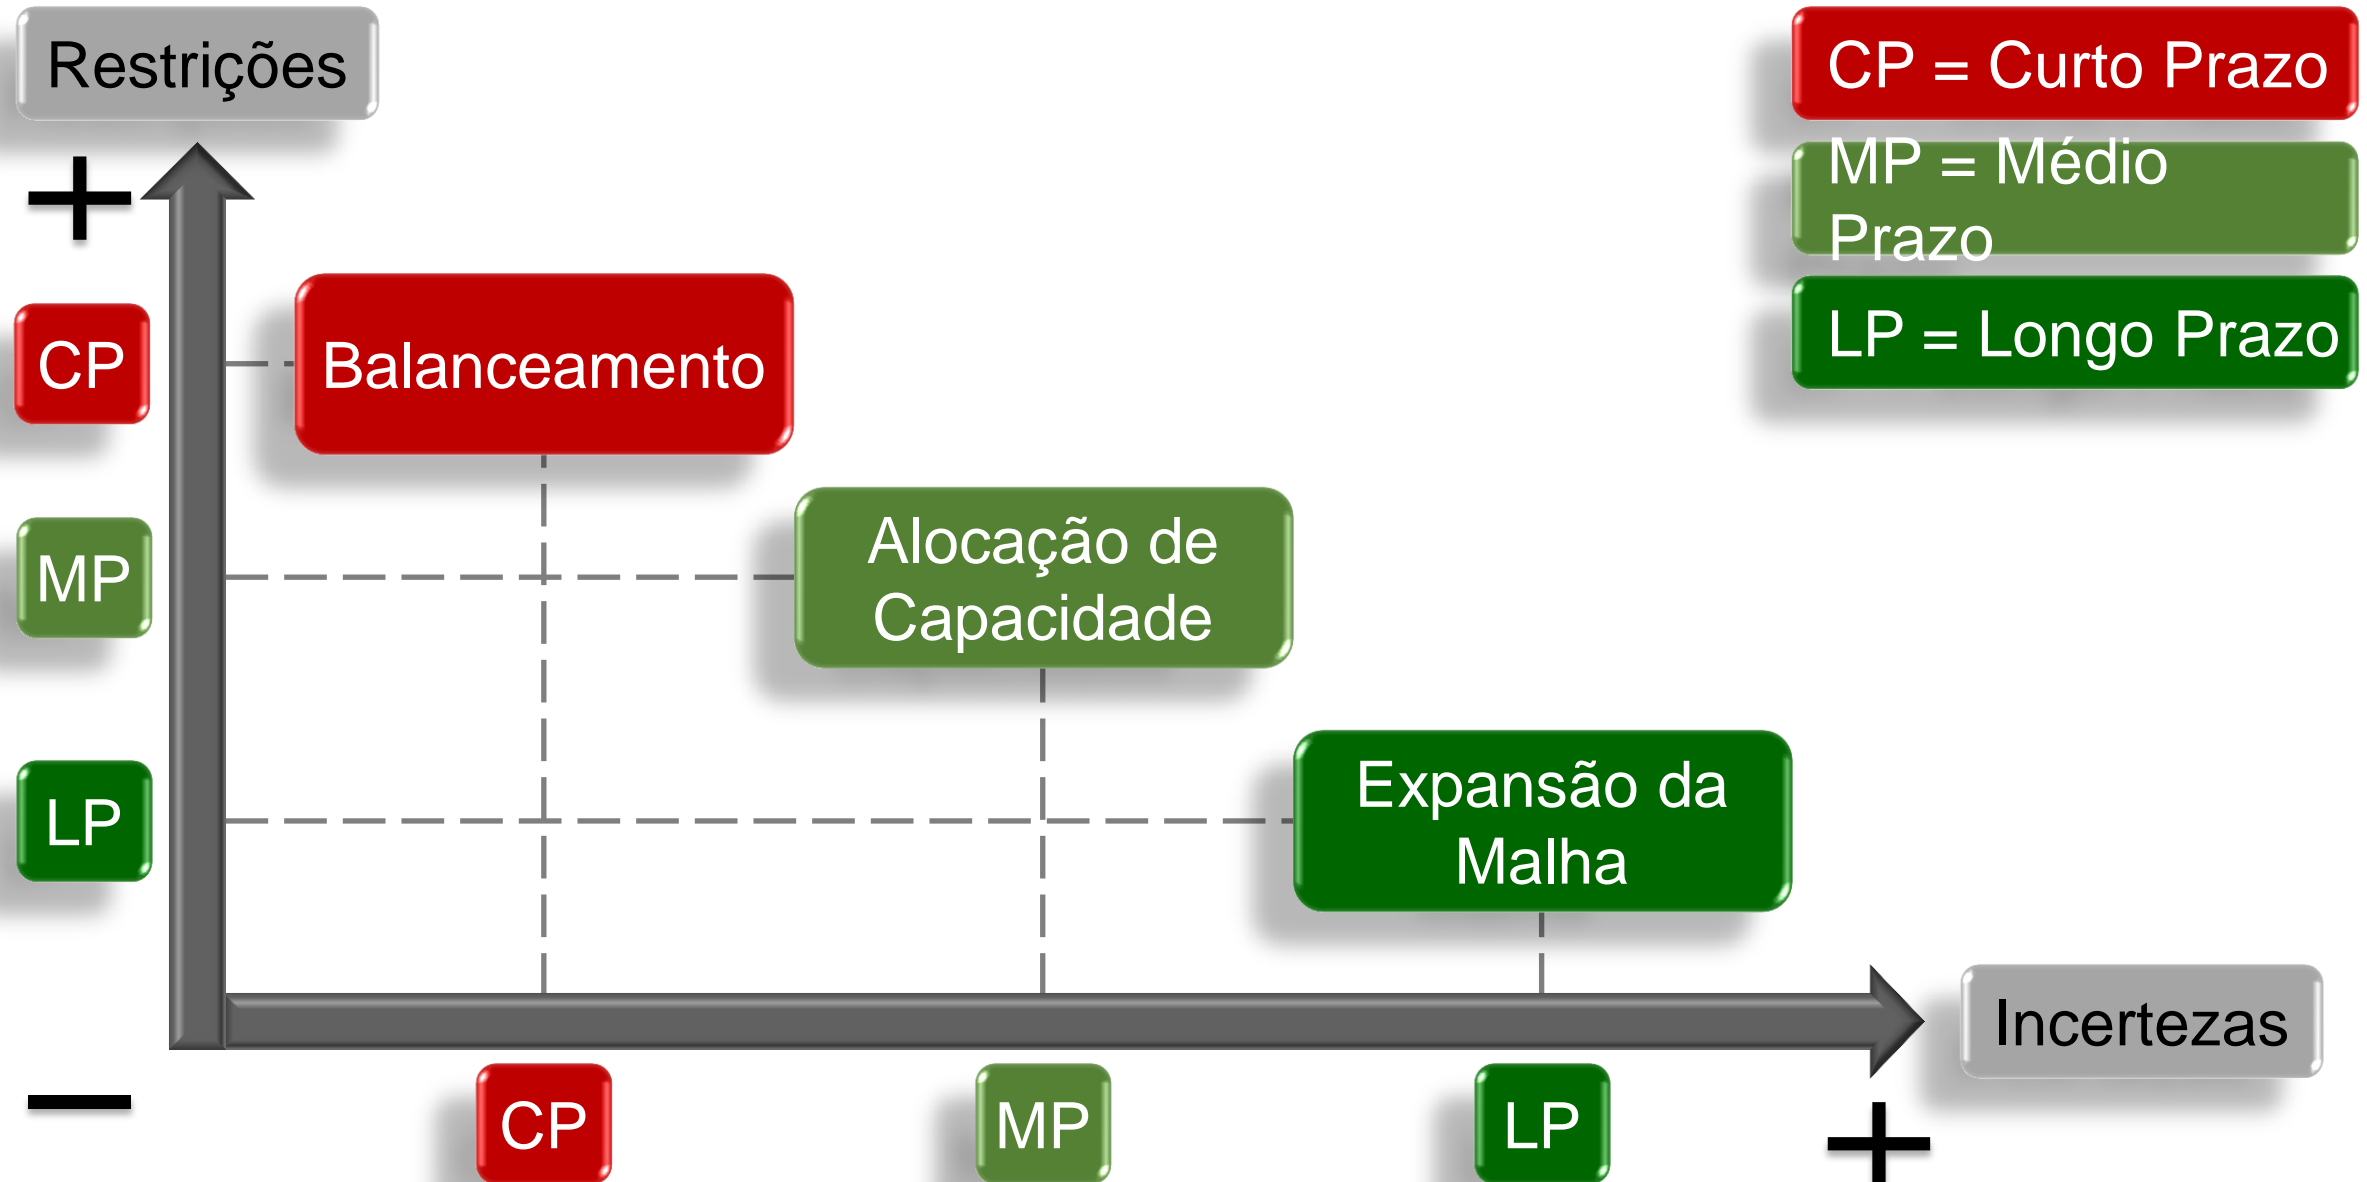 Restrições
CP = Curto Prazo
MP = Médio
Prazo
LP = Longo Prazo
+
CP
Balanceamento
MP
Alocação de
Capacidade
LP
Expansão da
Malha
Incertezas
–
CP
MP
LP
+